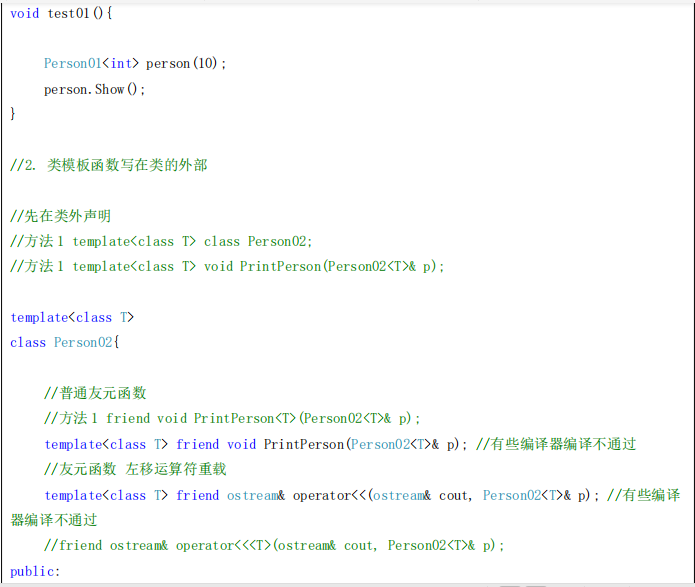 void test01(){
Person01<int> person(10);
person.Show();
}
//2. 类模板函数写在类的外部
//先在类外声明
//方法1 template<class T> class Person02;
//方法1 template<class T> void PrintPerson(Person02<T>& p);
template<class T>
class Person02{
//普通友元函数
//方法1 friend void PrintPerson<T>(Person02<T>& p);
template<class T> friend void PrintPerson(Person02<T>& p); //有些编译器编译不通过
//友元函数 左移运算符重载
template<class T> friend ostream& operator<<(ostream& cout, Person02<T>& p); //有些编译
器编译不通过
//friend ostream& operator<<<T>(ostream& cout, Person02<T>& p);
public: